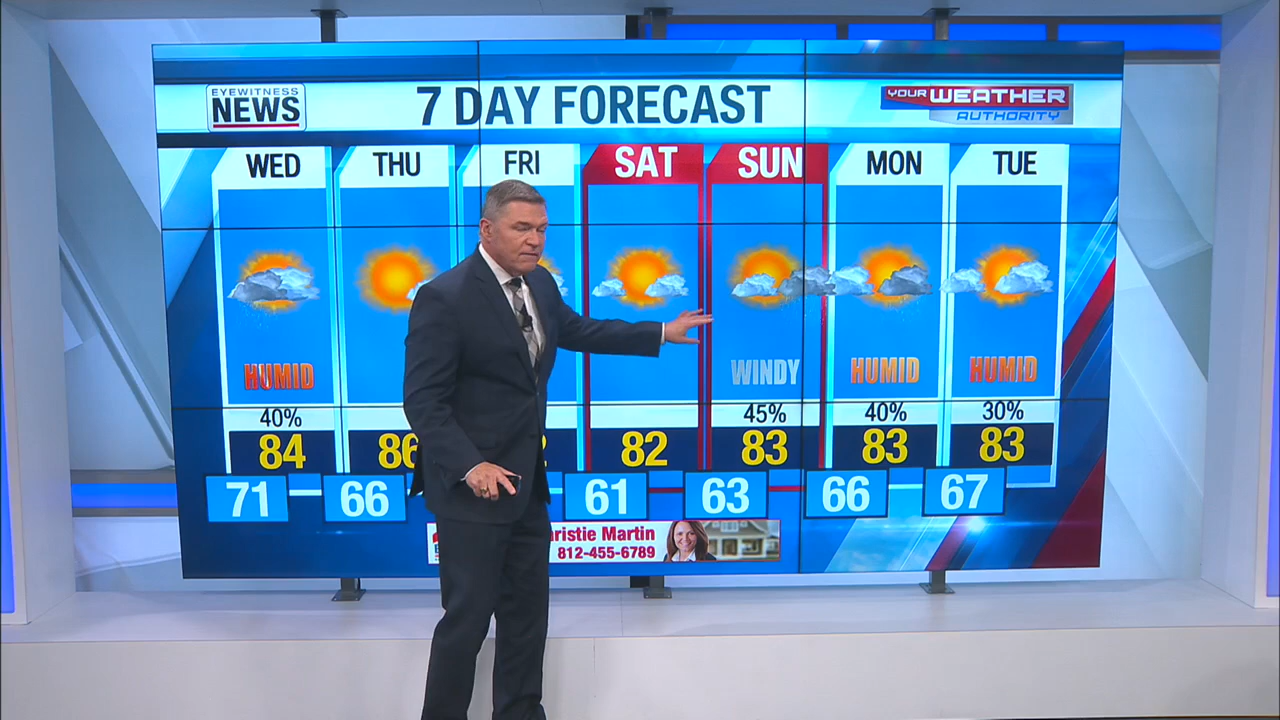 EYEWITNESS
NEWS
7 DAY FORECAST
YOUR WEATHER
AUTHORITY
WED THU FRI SAT SUN MON TUE
HUMID WINDY HUMID HUMID
40% 45% 40% 30%
84 86 82 83 83 83
71 66 61 63 66 67
ristie Martin
812-455-6789